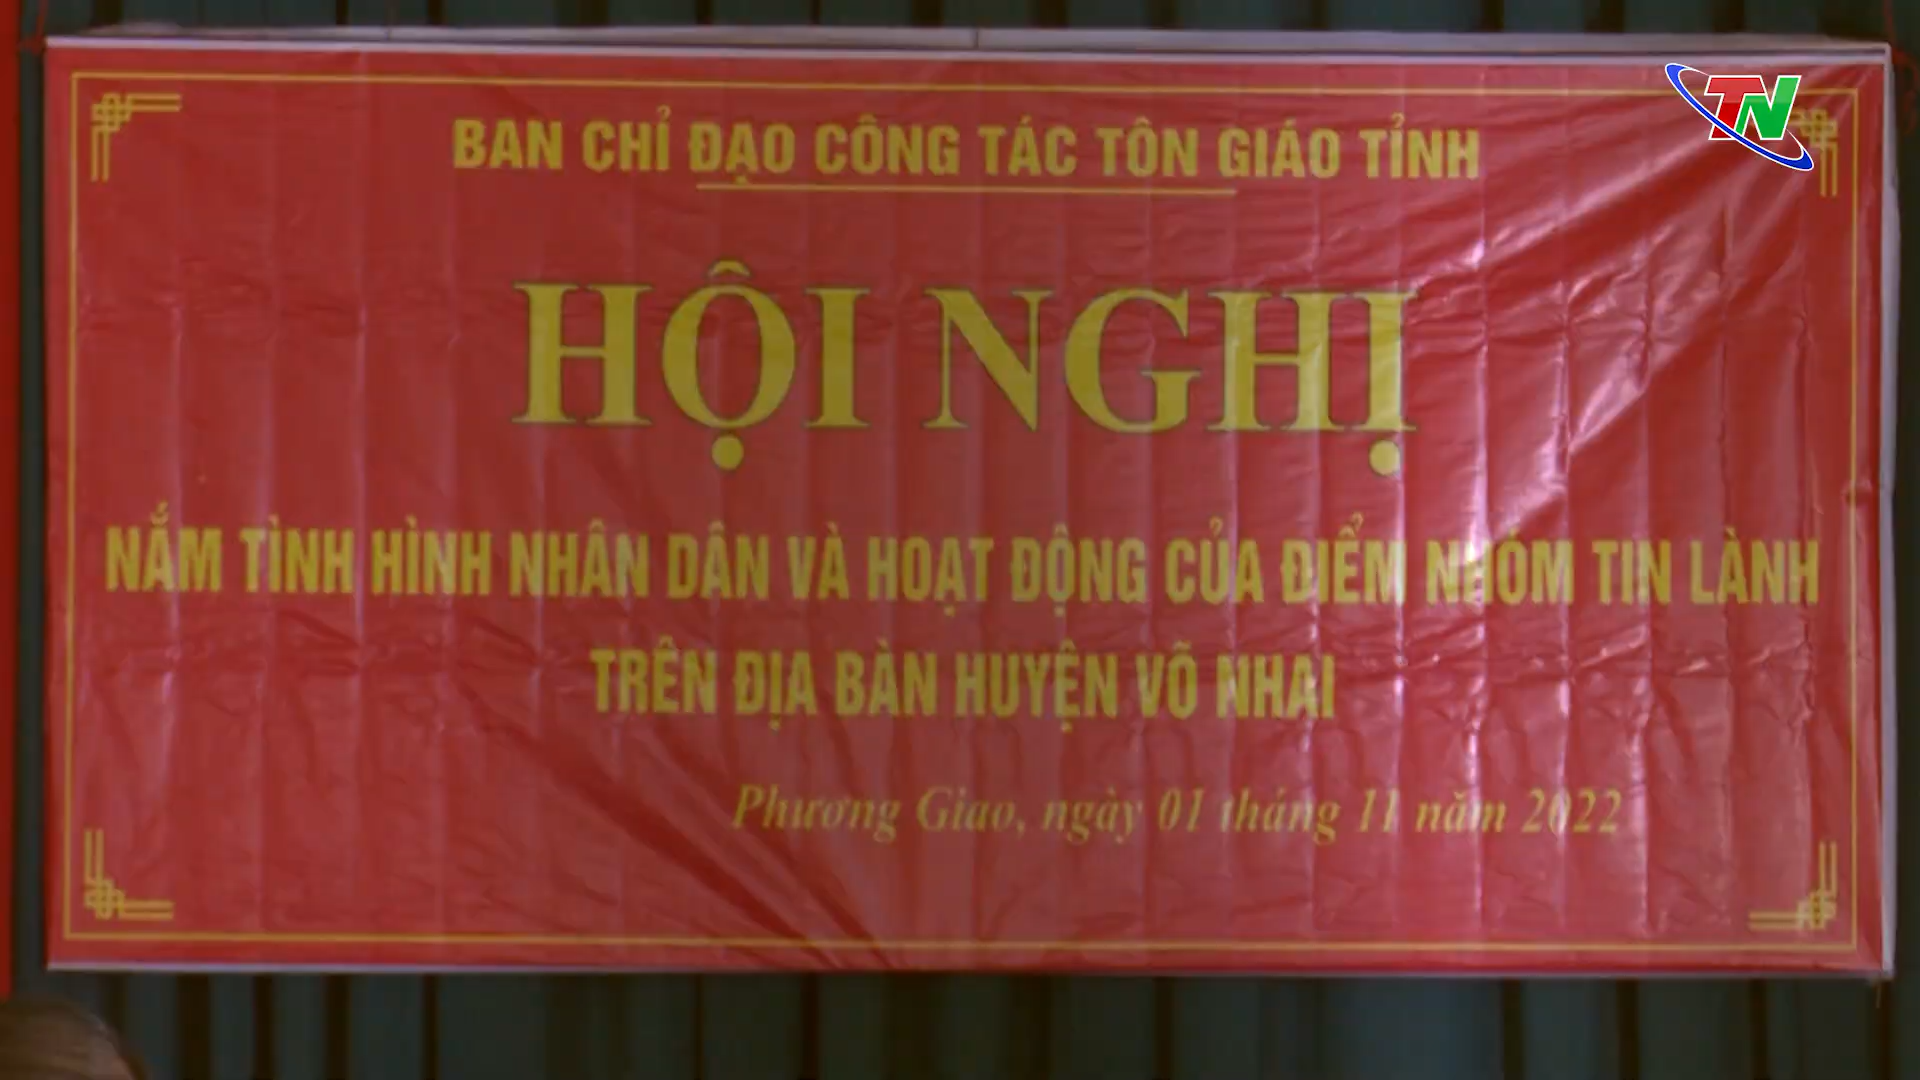 TN
BAN CHỈ ĐẠO CÔNG TÁC TÔN GIÁO TỈNH
HỘI NGHỊ
NẮM TÌNH HÌNH NHÂN DÂN VÀ HOẠT ĐỘNG CỦA ĐIỂM NHÓM TIN LÀNH
TRÊN ĐỊA BÀN HUYỆN VÕ NHAI
Phương Giao, ngày 01 tháng 11 năm 2022